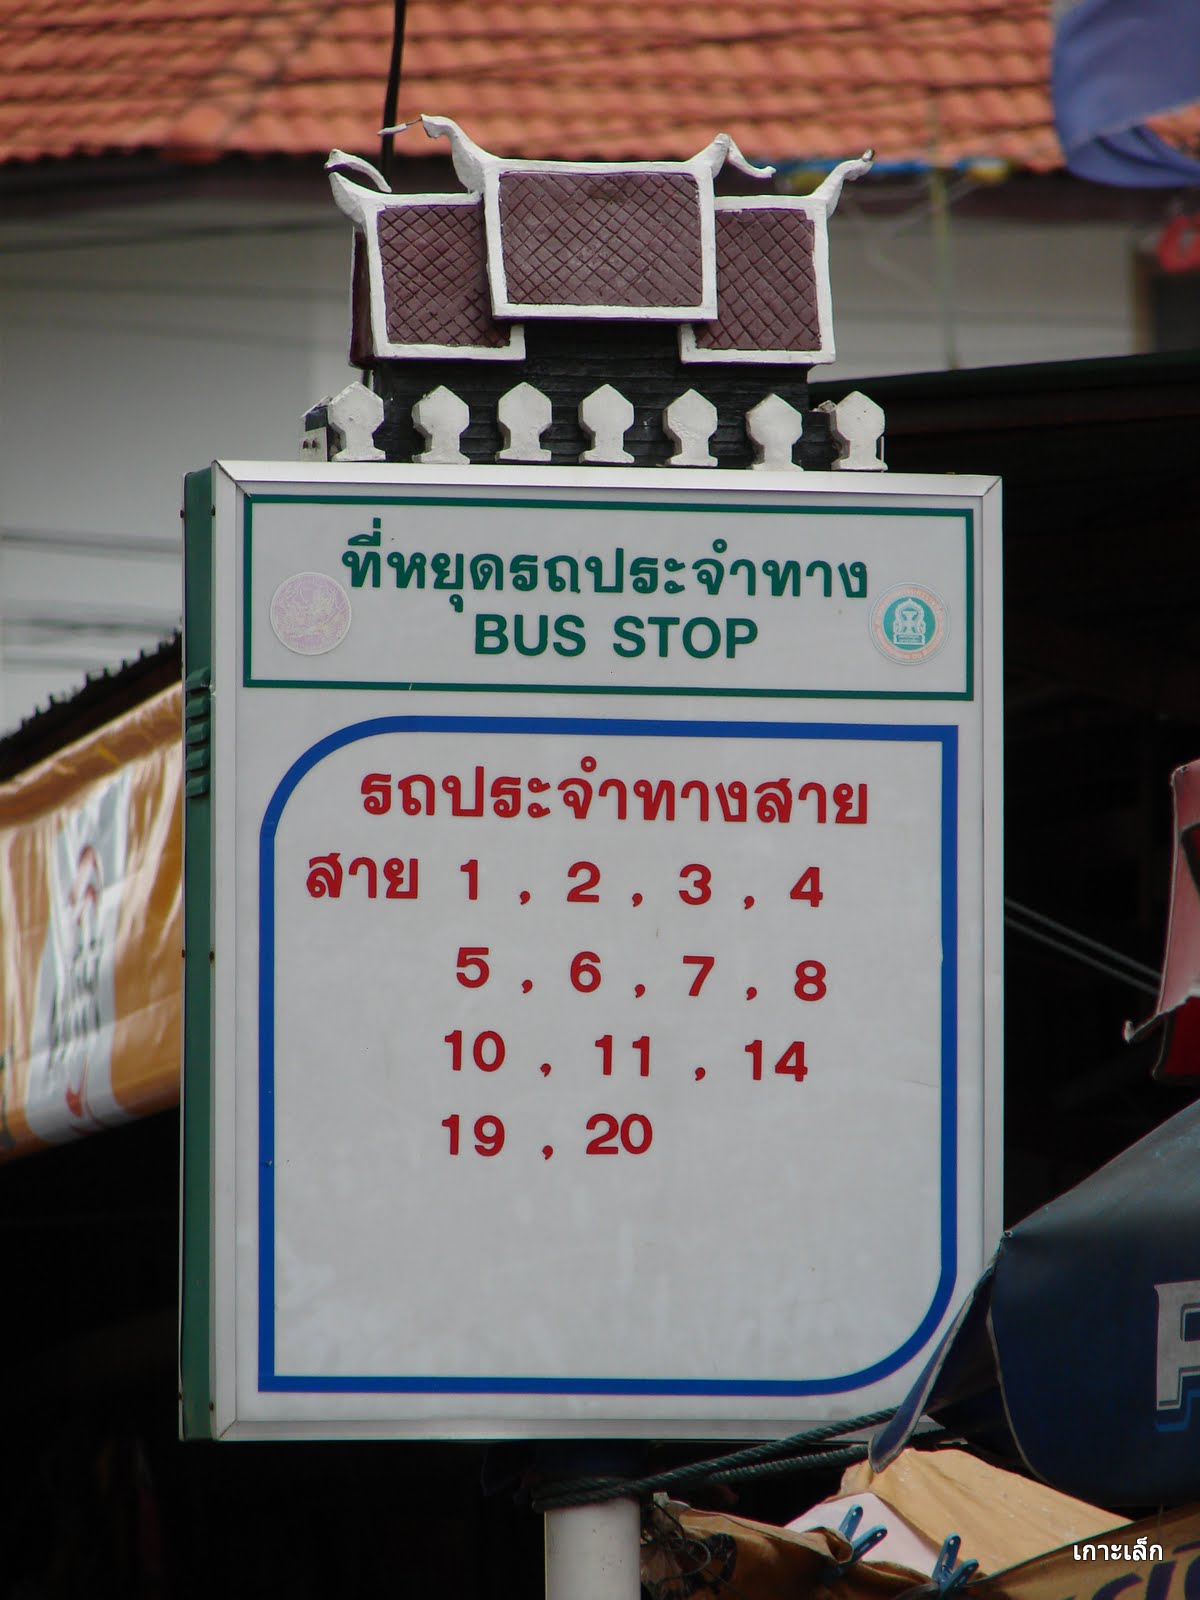 ที่หยุดรถประจำทาง
BUS STOP
รถประจำทางสาย
สาย 1 , 2 , 3 , 4
5 , 6 , 7 , 8
10 , 11 , 14
19 , 20
เกาะเล็ก